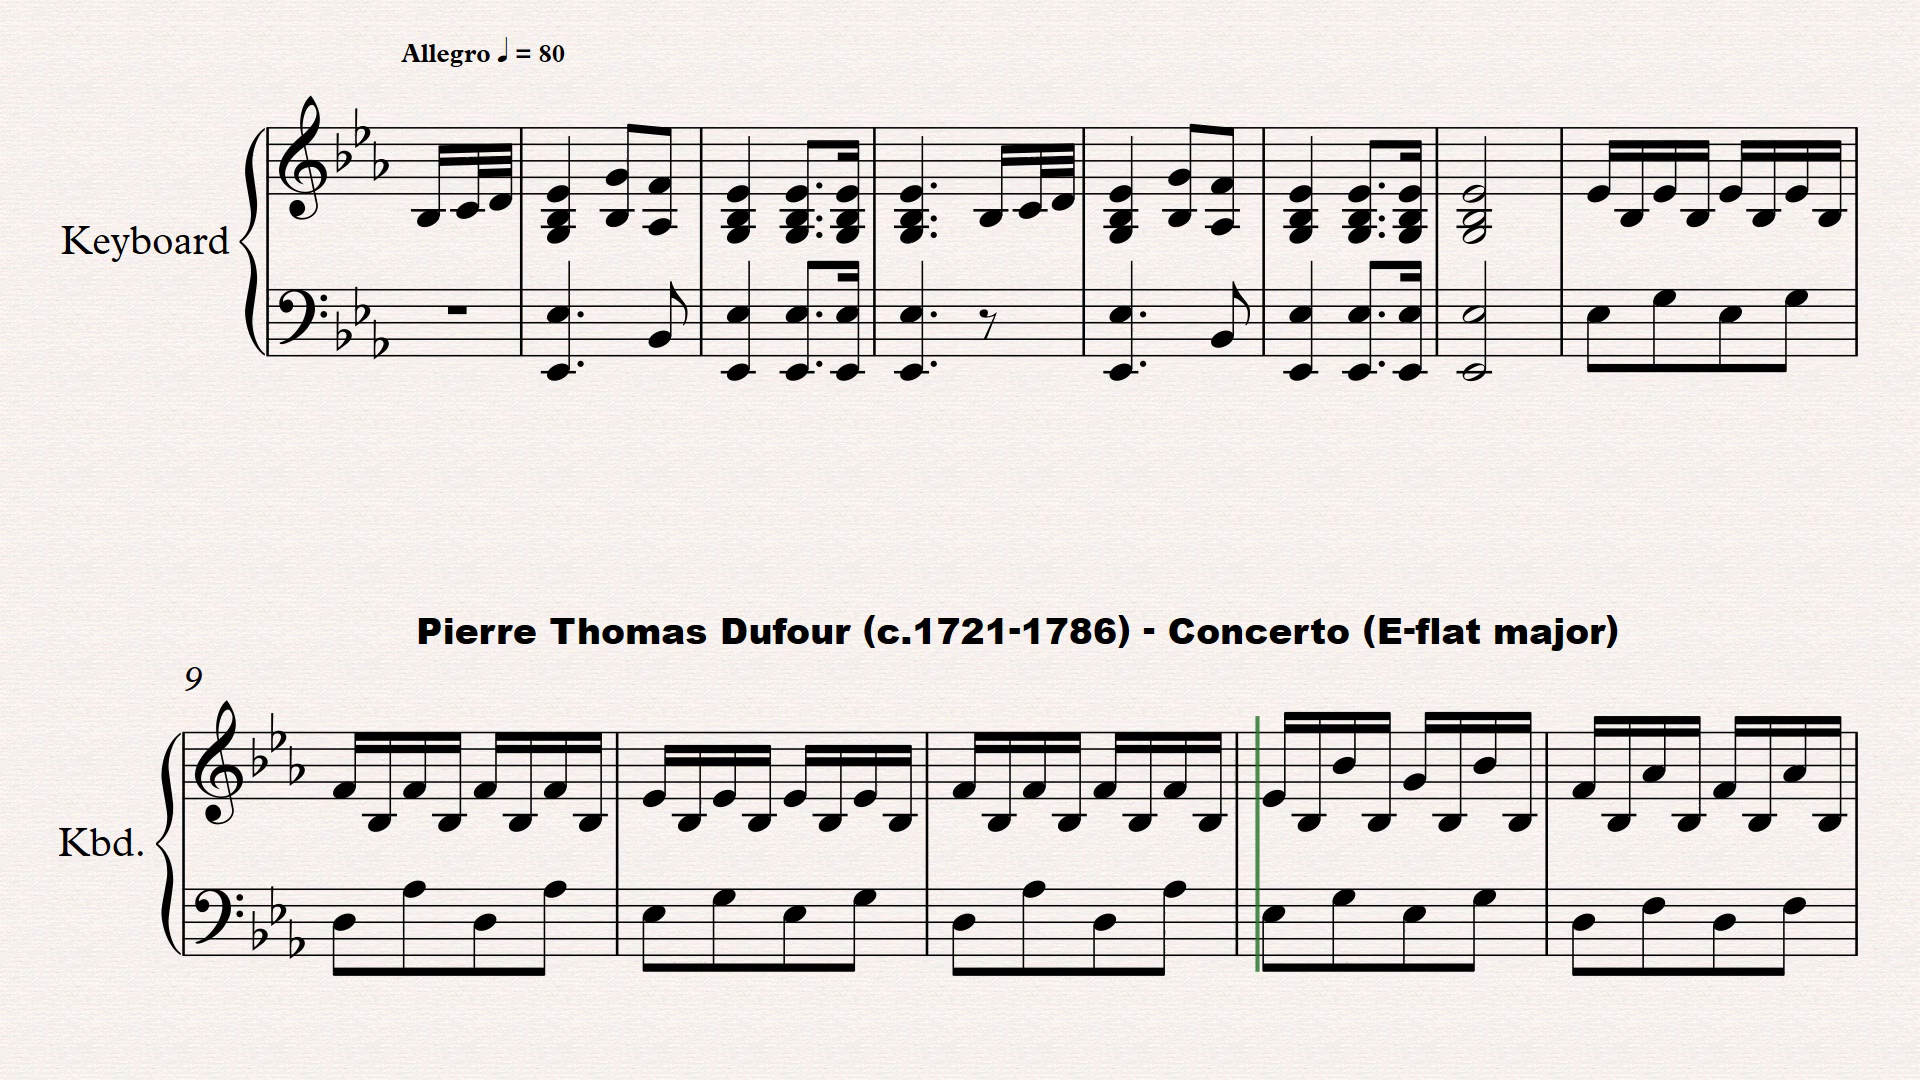 Allegro ♩ = 80
Keyboard
Pierre Thomas Dufour (c.1721-1786) - Concerto (E-flat major)
9
Kbd.